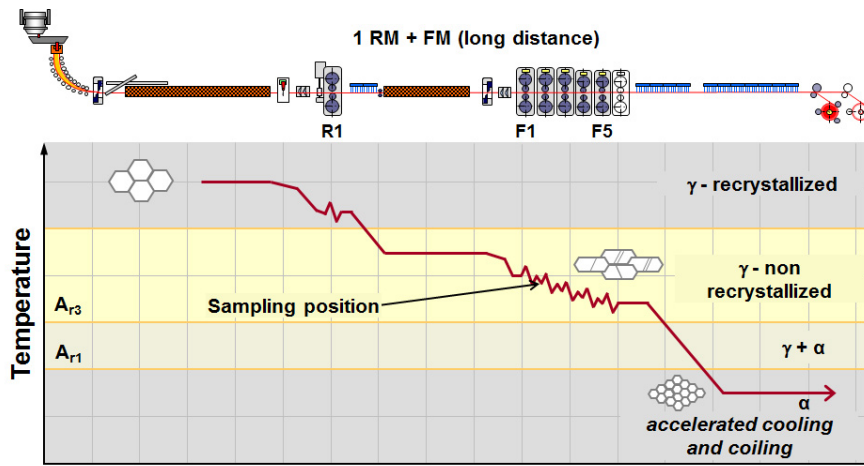 1 RM + FM (long distance)
R1
F1
F5
Temperature
γ - recrystallized
γ - non
recrystallized
Sampling position
Ar3
Ar1
γ + α
α
accelerated cooling
and coiling